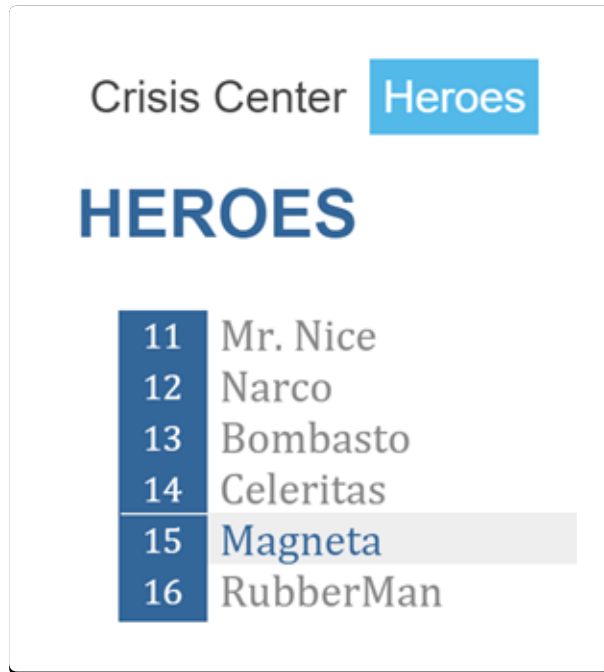 Crisis Center Heroes
HEROES
11 Mr. Nice
12 Narco
13 Bombasto
14 Celeritas
15 Magneta
16 RubberMan